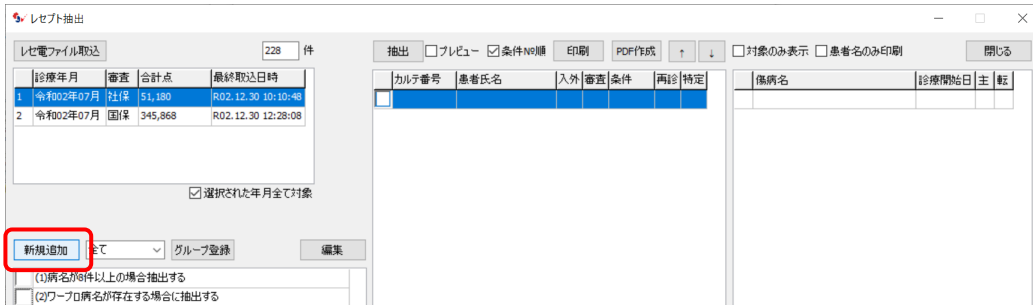 レセプト抽出
レセ電ファイル取込 228 件
診療年月 審査 合計点 最終取込日時
1 令和02年07月 社保 51,180 R02.12.30 10:10:48
2 令和02年07月 国保 345,868 R02.12.30 12:28:08
選択された年月全て対象
新規追加 全て グループ登録 編集
(1)病名が8件以上の場合抽出する
(2)ワープロ病名が存在する場合に抽出する
抽出 プレビュー 条件No順 印刷 PDF作成 ↑ ↓ 対象のみ表示 患者名のみ印刷 閉じる
カルテ番号 患者氏名 入外 審査 条件 再診 特定
傷病名 診療開始日 主 転